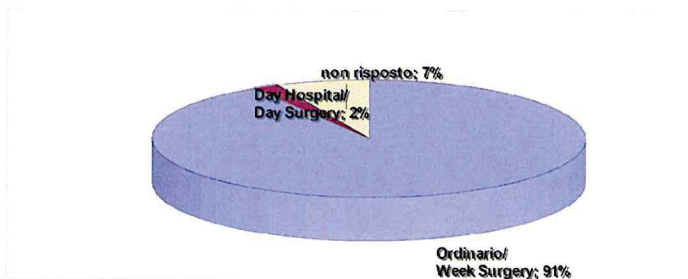 non risposto; 7%
Day Hospital/
Day Surgery; 2%
Ordinario/
Week Surgery; 91%